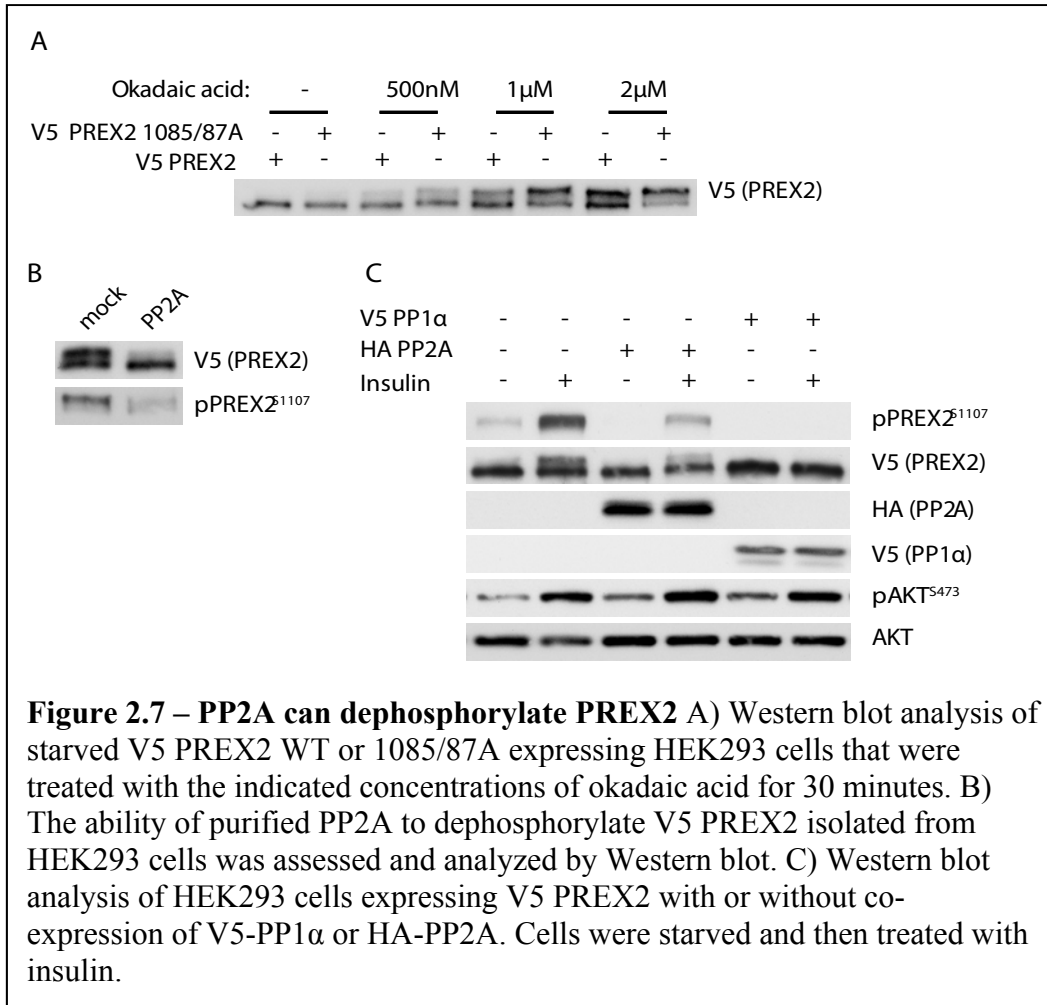 A
Okadaic acid: - 500nM 1µM 2µM
V5 PREX2 1085/87A - + - + - + - +
V5 PREX2 + - + - + - + -
V5 (PREX2)
B
mock PP2A
V5 (PREX2)
pPREX2S1107
C
V5 PP1α - - - - + +
HA PP2A - - + + - -
Insulin - + - + - +
pPREX2S1107
V5 (PREX2)
HA (PP2A)
V5 (PP1α)
pAKTS473
AKT
Figure 2.7 – PP2A can dephosphorylate PREX2 A) Western blot analysis of
starved V5 PREX2 WT or 1085/87A expressing HEK293 cells that were
treated with the indicated concentrations of okadaic acid for 30 minutes. B)
The ability of purified PP2A to dephosphorylate V5 PREX2 isolated from
HEK293 cells was assessed and analyzed by Western blot. C) Western blot
analysis of HEK293 cells expressing V5 PREX2 with or without co-
expression of V5-PP1α or HA-PP2A. Cells were starved and then treated with
insulin.